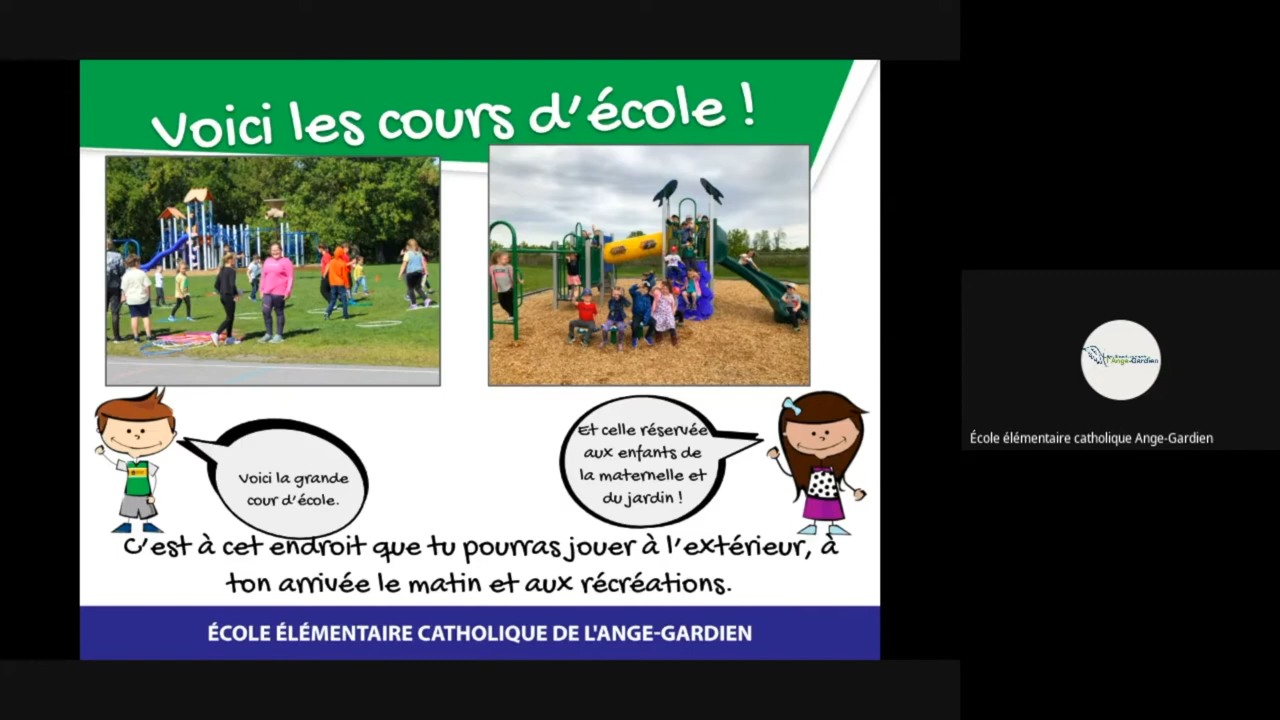 Voici les cours d'école !
Voici la grande
cour d'école.
Et celle réservée
aux enfants de
la maternelle et
du jardin !
C'est à cet endroit que tu pourras jouer à l'extérieur, à
ton arrivée le matin et aux récréations.
ÉCOLE ÉLÉMENTAIRE CATHOLIQUE DE L'ANGE-GARDIEN
l'Ange-Gardien
École élémentaire catholique Ange-Gardien